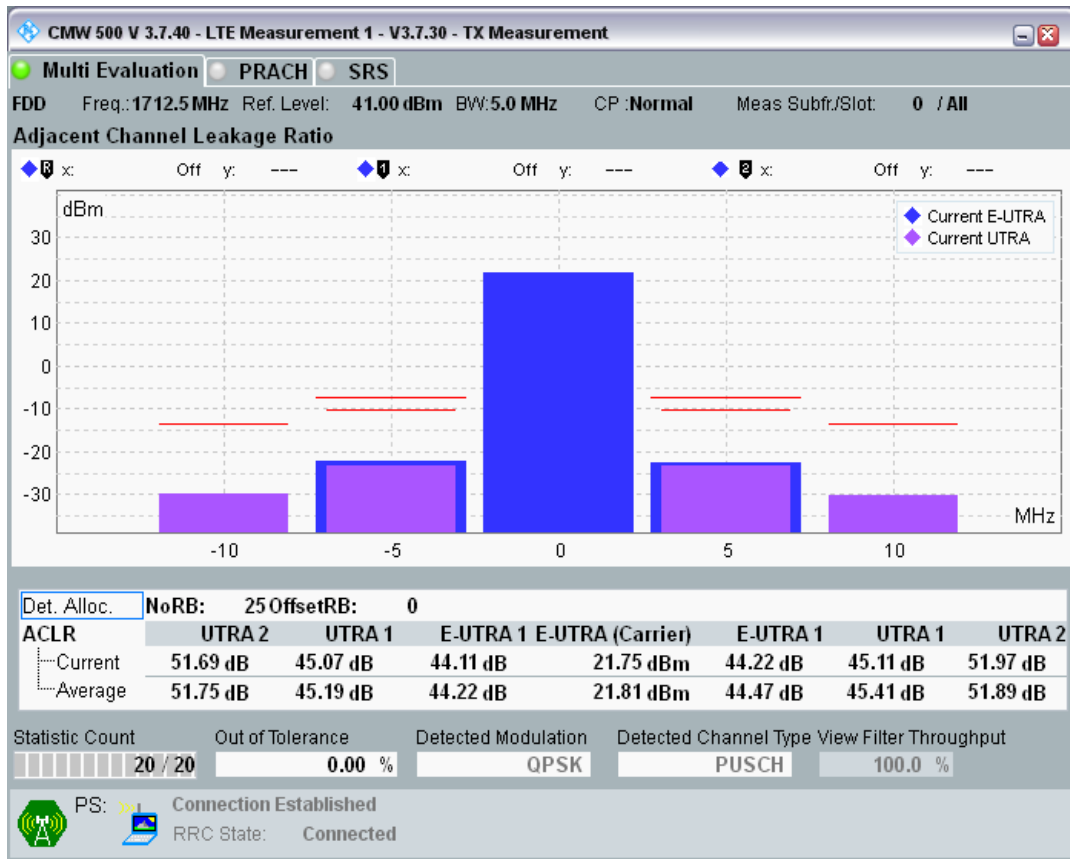 CMW 500 V 3.7.40 - LTE Measurement 1 - V3.7.30 - TX Measurement
Multi Evaluation PRACH SRS
FDD Freq.:1712.5 MHz Ref. Level: 41.00 dBm BW:5.0 MHz CP :Normal Meas Subfr./Slot: 0 / All
Adjacent Channel Leakage Ratio
R x: Off y: --- 1 x: Off y: --- 2 x: Off y: ---
dBm
Current E-UTRA
Current UTRA
30
20
10
0
-10
-20
-30
MHz
-10 -5 0 5 10
Det. Alloc. NoRB: 25 OffsetRB: 0
ACLR UTRA 2 UTRA 1 E-UTRA 1 E-UTRA (Carrier) E-UTRA 1 UTRA 1 UTRA 2
Current 51.69 dB 45.07 dB 44.11 dB 21.75 dBm 44.22 dB 45.11 dB 51.97 dB
Average 51.75 dB 45.19 dB 44.22 dB 21.81 dBm 44.47 dB 45.41 dB 51.89 dB
Statistic Count Out of Tolerance Detected Modulation Detected Channel Type View Filter Throughput
20 / 20 0.00 % QPSK PUSCH 100.0 %
PS: Connection Established
RRC State: Connected